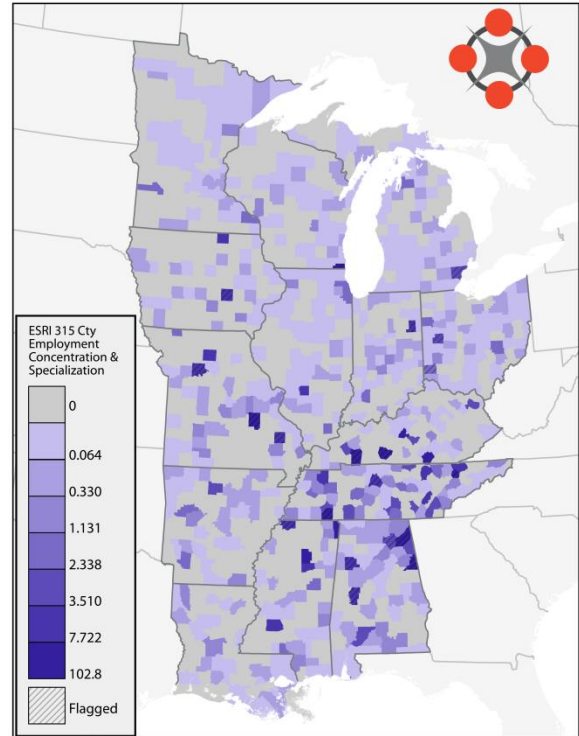 ESRI 315 Cty
Employment
Concentration &
Specialization
0
0.064
0.330
1.131
2.338
3.510
7.722
102.8
Flagged